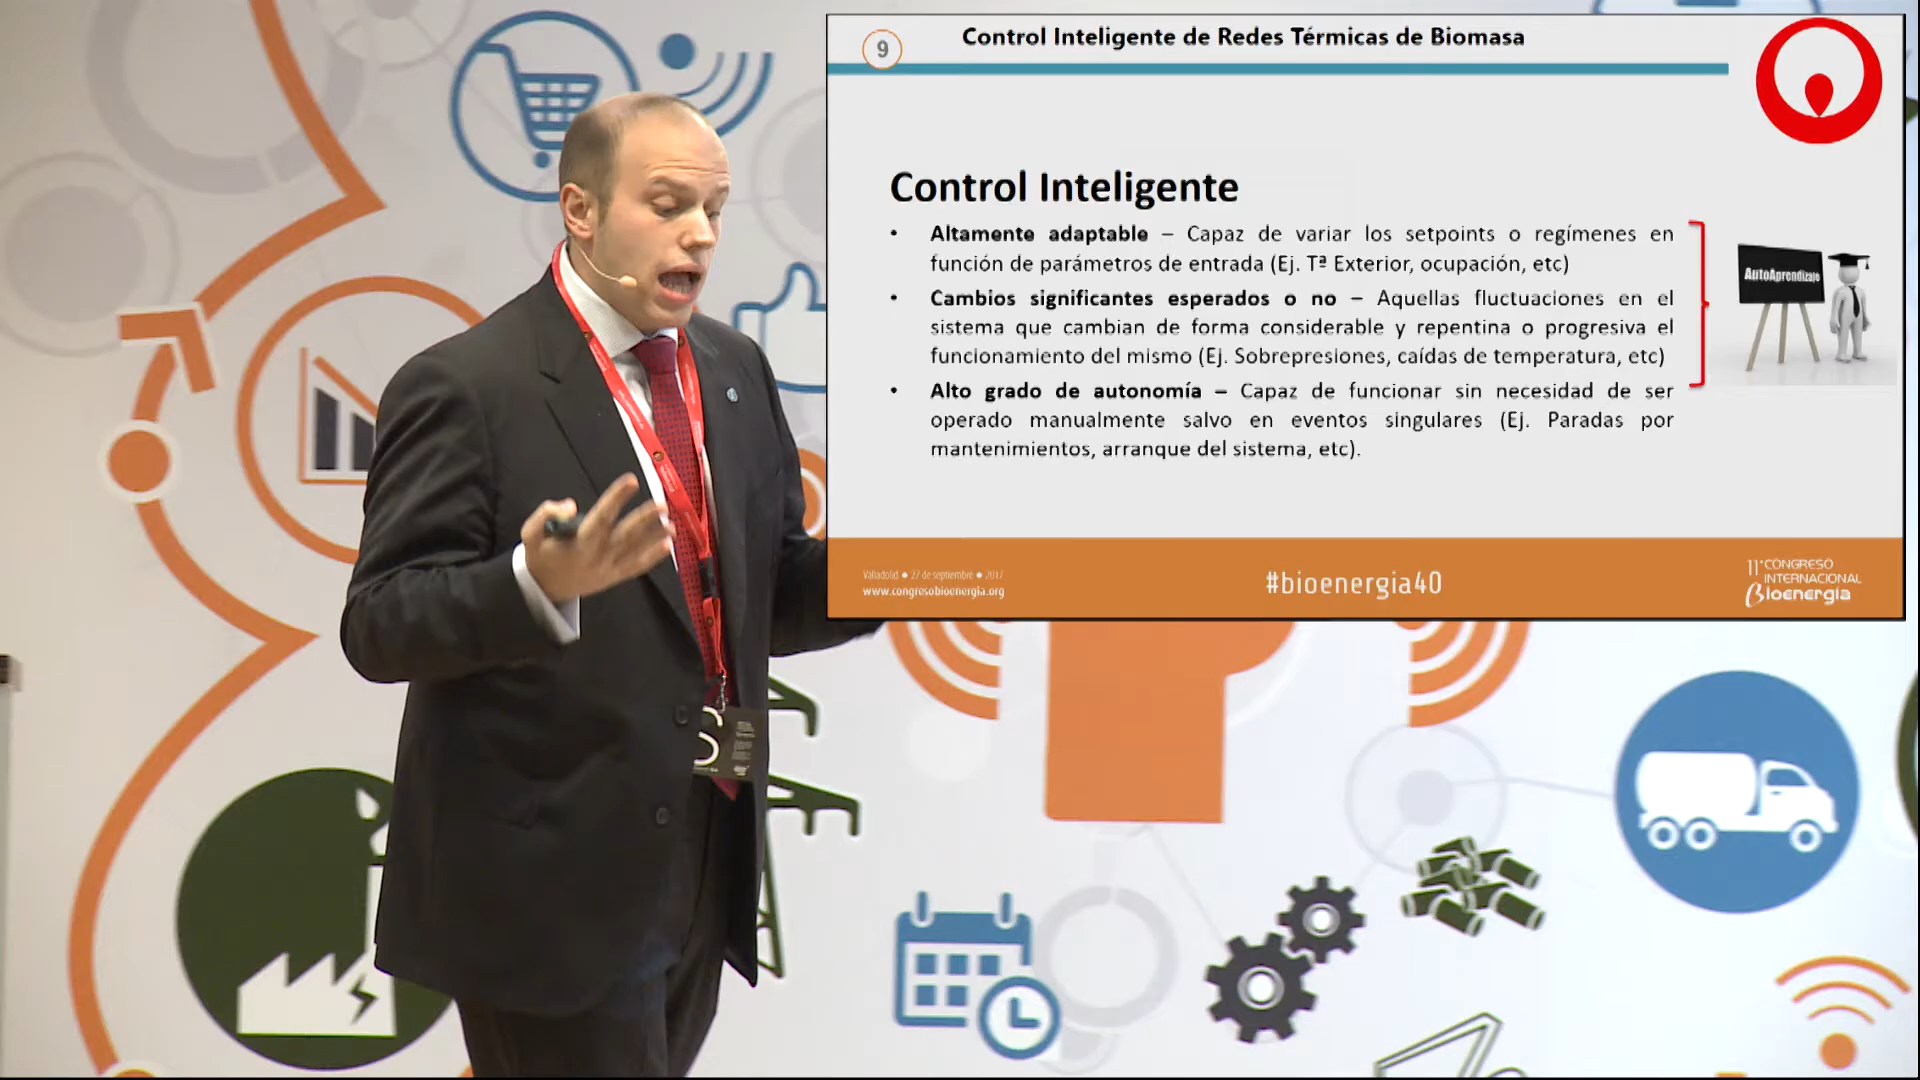 9
Control Inteligente de Redes Térmicas de Biomasa
Control Inteligente
• Altamente adaptable – Capaz de variar los setpoints o regímenes en
función de parámetros de entrada (Ej. Tª Exterior, ocupación, etc)
• Cambios significantes esperados o no – Aquellas fluctuaciones en el
sistema que cambian de forma considerable y repentina o progresiva el
funcionamiento del mismo (Ej. Sobrepresiones, caídas de temperatura, etc)
• Alto grado de autonomía – Capaz de funcionar sin necesidad de ser
operado manualmente salvo en eventos singulares (Ej. Paradas por
mantenimientos, arranque del sistema, etc).
AutoAprendizaje
Valladolid ● 27 de septiembre ● 2017
www.congresobioenergia.org
#bioenergia40
11º CONGRESO
INTERNACIONAL
Bioenergía